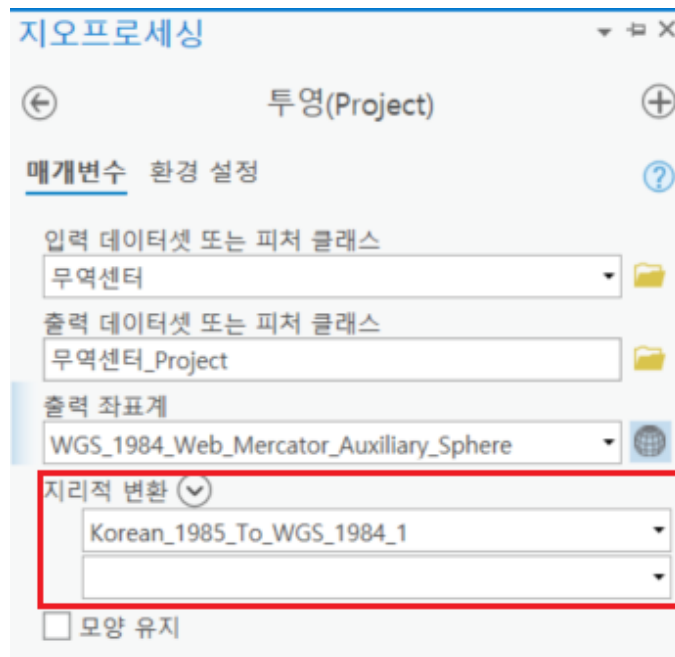 지오프로세싱
투영(Project)
매개변수 환경 설정
입력 데이터셋 또는 피처 클래스
무역센터
출력 데이터셋 또는 피처 클래스
무역센터_Project
출력 좌표계
WGS_1984_Web_Mercator_Auxiliary_Sphere
지리적 변환
Korean_1985_To_WGS_1984_1
모양 유지